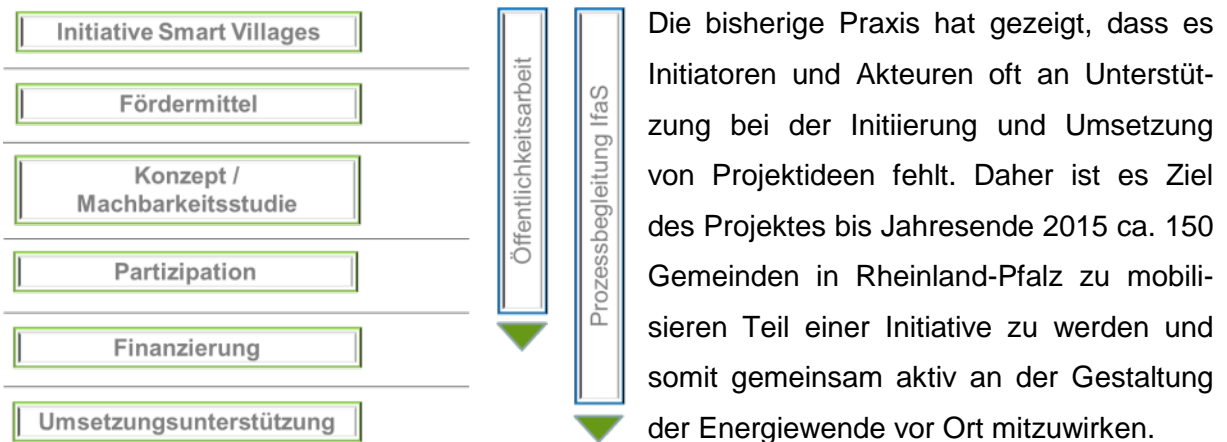 Initiative Smart Villages
Fördermittel
Konzept /
Machbarkeitsstudie
Partizipation
Finanzierung
Umsetzungsunterstützung
Öffentlichkeitsarbeit
Prozessbegleitung IfaS
Die bisherige Praxis hat gezeigt, dass es
Initiatoren und Akteuren oft an Unterstüt-
zung bei der Initiierung und Umsetzung
von Projektideen fehlt. Daher ist es Ziel
des Projektes bis Jahresende 2015 ca. 150
Gemeinden in Rheinland-Pfalz zu mobili-
sieren Teil einer Initiative zu werden und
somit gemeinsam aktiv an der Gestaltung
der Energiewende vor Ort mitzuwirken.